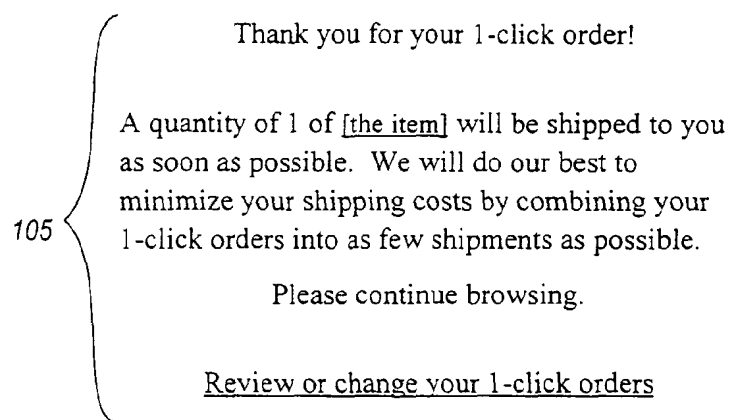 Thank you for your 1-click order!
A quantity of 1 of [the item] will be shipped to you
as soon as possible. We will do our best to
minimize your shipping costs by combining your
105
1-click orders into as few shipments as possible.
Please continue browsing.
Review or change your 1-click orders